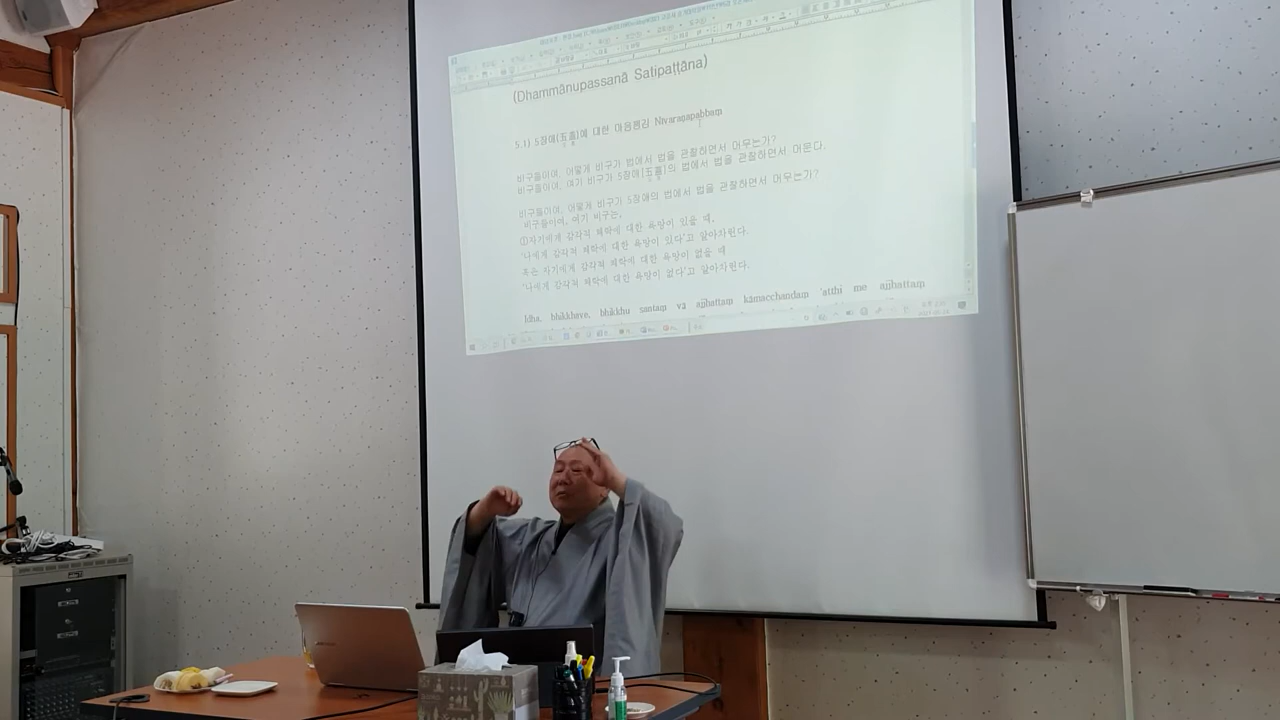 (Dhammānupassanā Satipaṭṭāna)
5.1) 5장애(五蓋)에 대한 마음챙김 Nīvaraṇapabbaṃ
비구들이여, 어떻게 비구가 법에서 법을 관찰하면서 머무는가?
비구들이여, 여기 비구가 5장애(五蓋)의 법에서 법을 관찰하면서 머문다.
비구들이여, 어떻게 비구가 5장애의 법에서 법을 관찰하면서 머무는가?
비구들이여, 여기 비구는,
①자기에게 감각적 쾌락에 대한 욕망이 있을 때,
'나에게 감각적 쾌락에 대한 욕망이 있다'고 알아차린다.
혹은 자기에게 감각적 쾌락에 대한 욕망이 없을 때
'나에게 감각적 쾌락에 대한 욕망이 없다'고 알아차린다.
Idha, bhikkhave, bhikkhu santaṃ vā ajjhattaṃ kāmacchandaṃ 'atthi me ajjhattaṃ